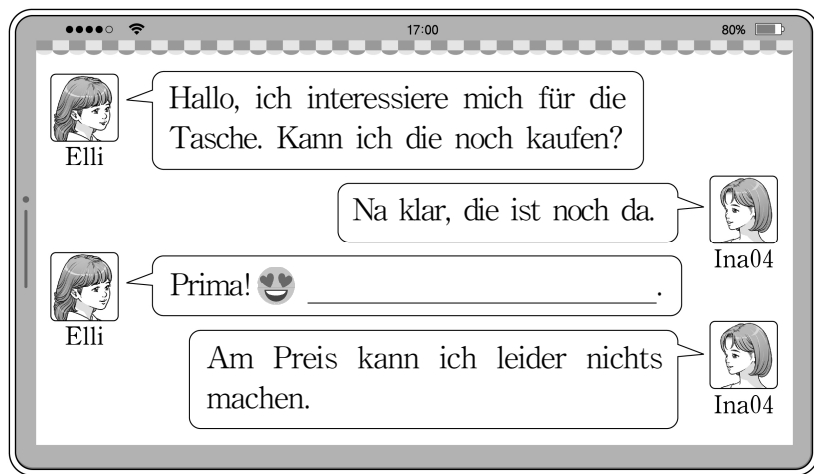 17:00
80%
Hallo, ich interessiere mich für die
Tasche. Kann ich die noch kaufen?
Elli
Na klar, die ist noch da.
Ina04
Prima! 😍 ______________________.
Elli
Am Preis kann ich leider nichts
machen.
Ina04